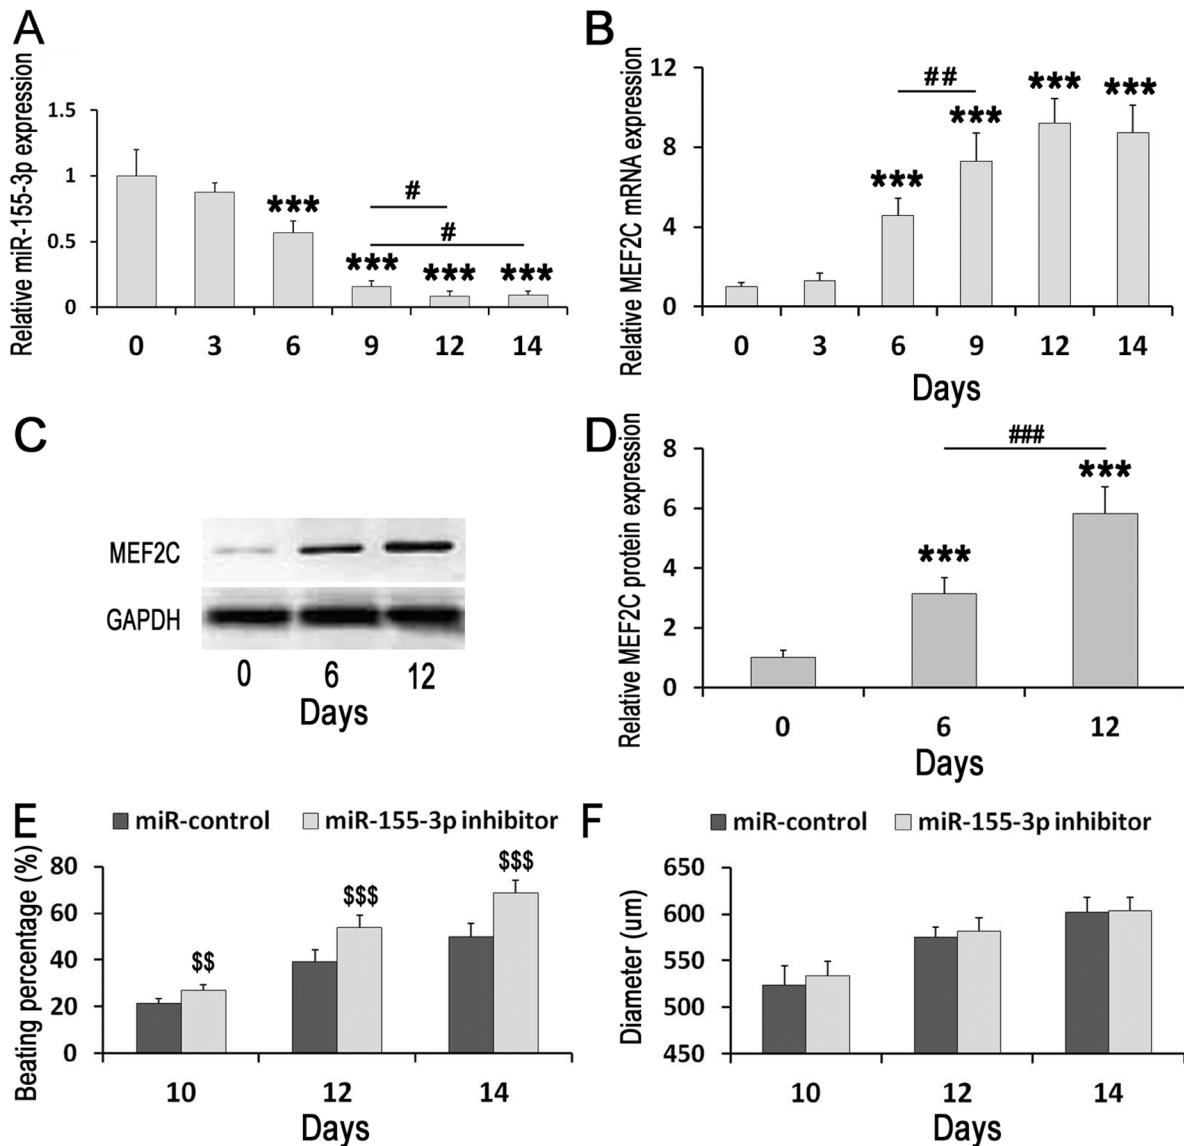 A
Relative miR-155-3p expression
1.5
1
0.5
0
***
***
***
***
#
#
0 3 6 9 12 14
B
Relative MEF2C mRNA expression
12
8
4
0
***
***
***
***
##
0 3 6 9 12 14
Days
C
MEF2C
GAPDH
0 6 12
Days
D
Relative MEF2C protein expression
8
6
4
2
0
***
***
###
0 6 12
Days
E
miR-control miR-155-3p inhibitor
Beating percentage (%)
80
60
40
20
0
$$
$$$
$$$
10 12 14
Days
F
miR-control miR-155-3p inhibitor
Diameter (um)
650
600
550
500
450
10 12 14
Days